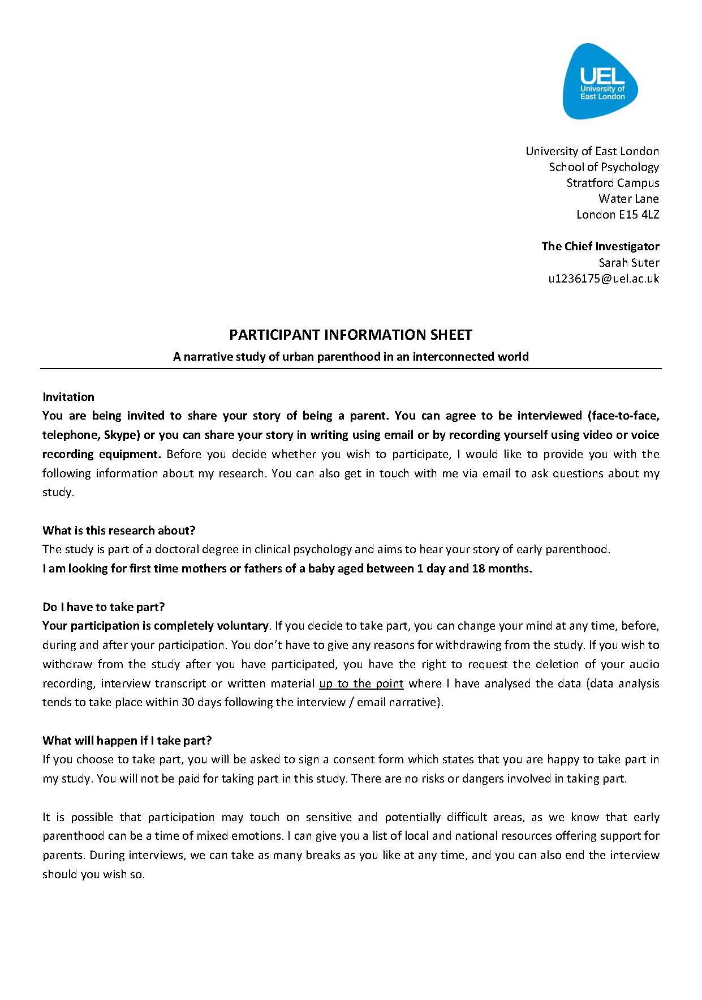 UEL
University of
East London
University of East London
School of Psychology
Stratford Campus
Water Lane
London E15 4LZ
The Chief Investigator
Sarah Suter
u1236175@uel.ac.uk
PARTICIPANT INFORMATION SHEET
A narrative study of urban parenthood in an interconnected world
Invitation
You are being invited to share your story of being a parent. You can agree to be interviewed (face-to-face,
telephone, Skype) or you can share your story in writing using email or by recording yourself using video or voice
recording equipment. Before you decide whether you wish to participate, I would like to provide you with the
following information about my research. You can also get in touch with me via email to ask questions about my
study.
What is this research about?
The study is part of a doctoral degree in clinical psychology and aims to hear your story of early parenthood.
I am looking for first time mothers or fathers of a baby aged between 1 day and 18 months.
Do I have to take part?
Your participation is completely voluntary. If you decide to take part, you can change your mind at any time, before,
during and after your participation. You don’t have to give any reasons for withdrawing from the study. If you wish to
withdraw from the study after you have participated, you have the right to request the deletion of your audio
recording, interview transcript or written material up to the point where I have analysed the data (data analysis
tends to take place within 30 days following the interview / email narrative).
What will happen if I take part?
If you choose to take part, you will be asked to sign a consent form which states that you are happy to take part in
my study. You will not be paid for taking part in this study. There are no risks or dangers involved in taking part.
It is possible that participation may touch on sensitive and potentially difficult areas, as we know that early
parenthood can be a time of mixed emotions. I can give you a list of local and national resources offering support for
parents. During interviews, we can take as many breaks as you like at any time, and you can also end the interview
should you wish so.